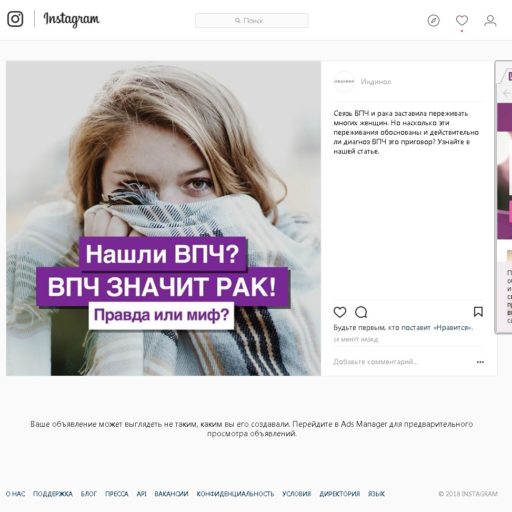 Instagram
Поиск
Индинол
Связь ВПЧ и рака заставила переживать
многих женщин. Но насколько эти
переживания обоснованы и действительно
ли диагноз ВПЧ это приговор? Узнайте в
нашей статье.
Нашли ВПЧ?
ВПЧ ЗНАЧИТ РАК!
Правда или миф?
Будьте первым, кто поставит «Нравится».
18 МИНУТ НАЗАД
Добавьте комментарий...
Ваше объявление может выглядеть не таким, каким вы его создавали. Перейдите в Ads Manager для предварительного
просмотра объявлений.
О НАС ПОДДЕРЖКА БЛОГ ПРЕССА API ВАКАНСИИ КОНФИДЕНЦИАЛЬНОСТЬ УСЛОВИЯ ДИРЕКТОРИЯ ЯЗЫК © 2018 INSTAGRAM